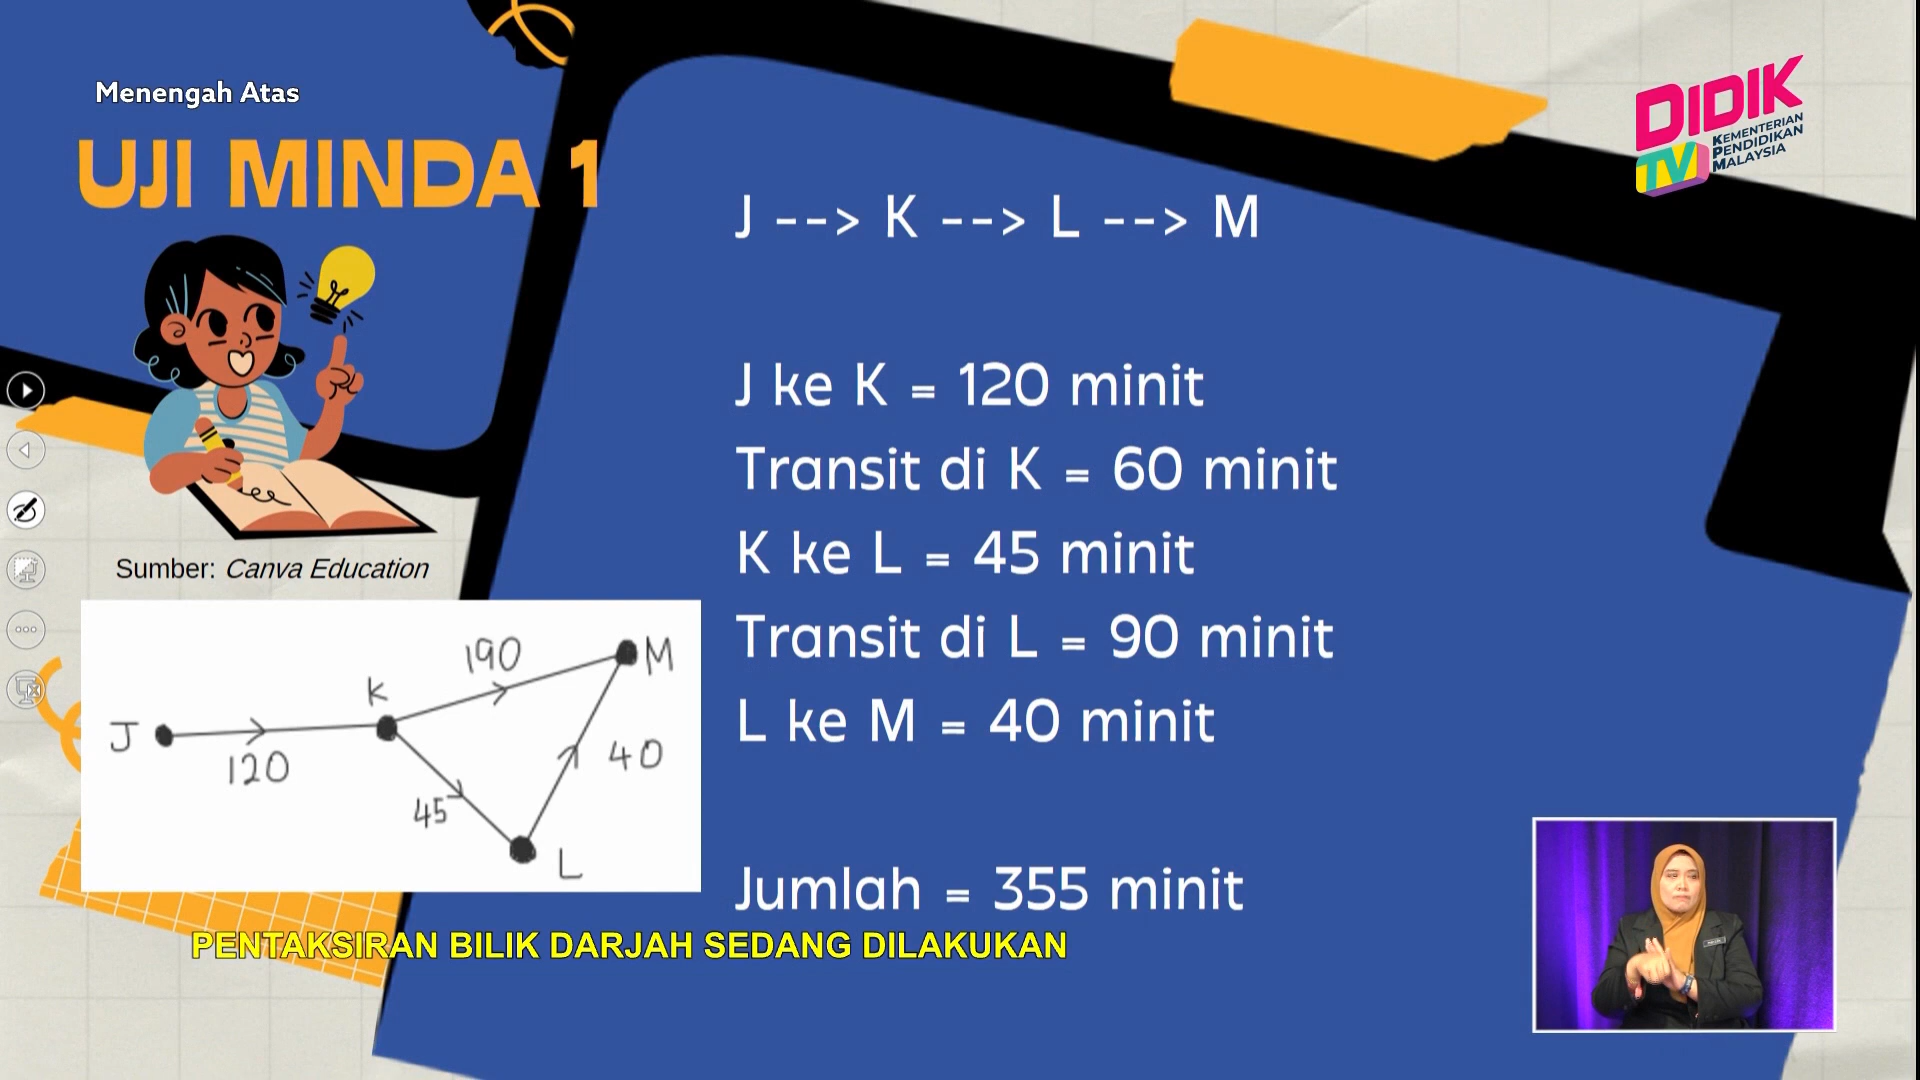 Menengah Atas
UJI MINDA 1
DIDIK
TV
KEMENTERIAN
PENDIDIKAN
MALAYSIA
J --> K --> L --> M
J ke K = 120 minit
Transit di K = 60 minit
K ke L = 45 minit
Transit di L = 90 minit
L ke M = 40 minit
Jumlah = 355 minit
Sumber: Canva Education
190
M
K
J
120
40
45
L
PENTAKSIRAN BILIK DARJAH SEDANG DILAKUKAN